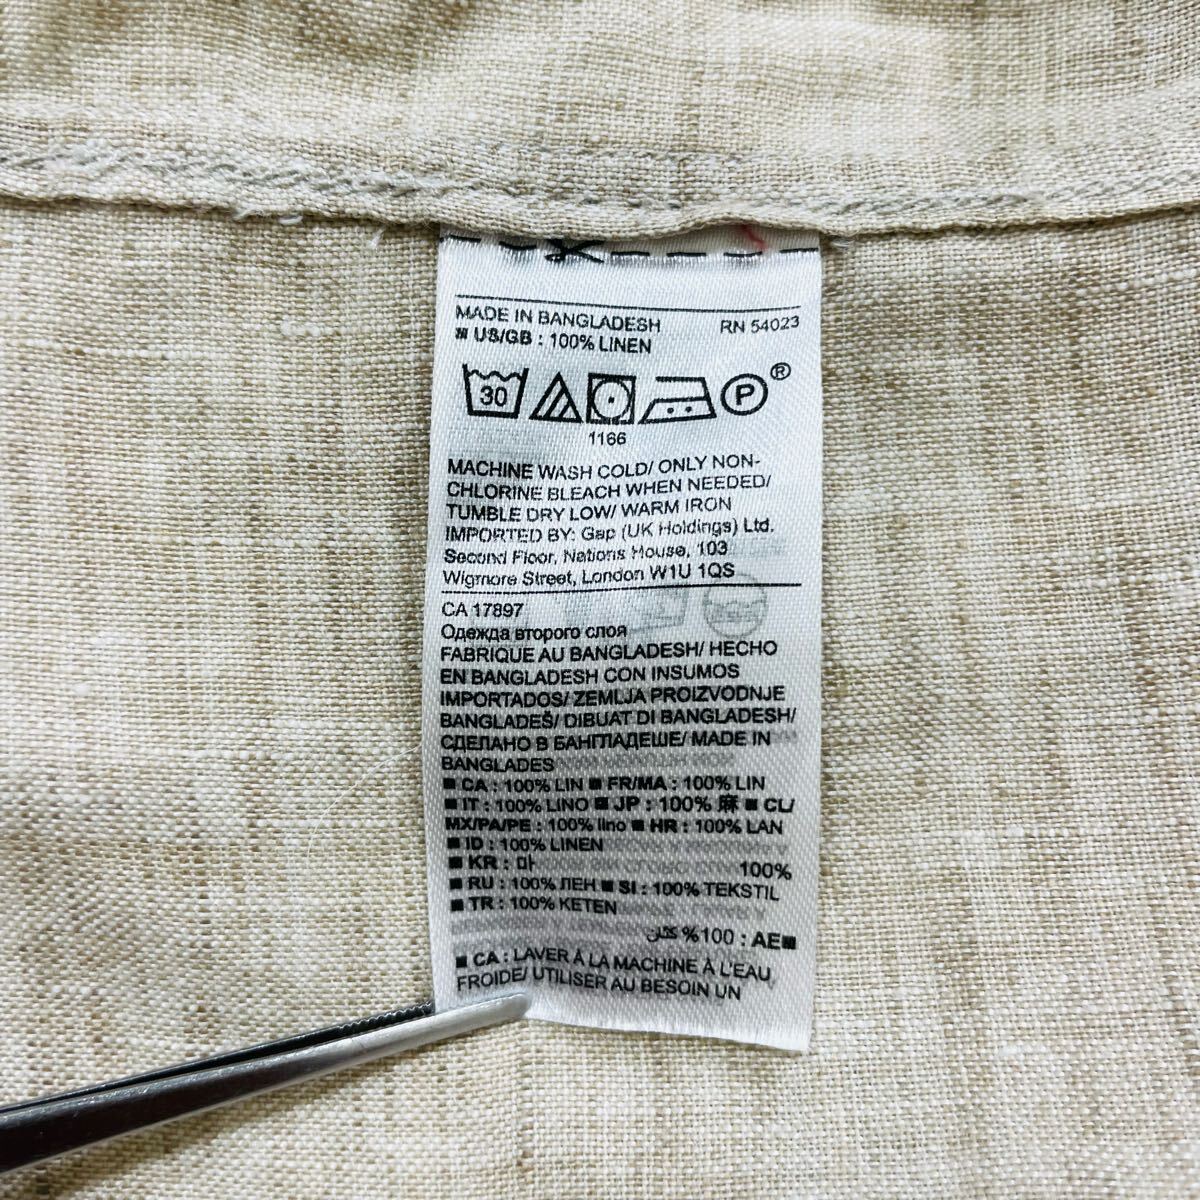 MADE IN BANGLADESH RN 54023
■ US/GB : 100% LINEN
30 P ®
1166
MACHINE WASH COLD/ ONLY NON-
CHLORINE BLEACH WHEN NEEDED/
TUMBLE DRY LOW/ WARM IRON
IMPORTED BY: Gap (UK Holdings) Ltd.
Second Floor, Nations House, 103
Wigmore Street, London W1U 1QS
CA 17897
Одежда второго слоя
FABRIQUE AU BANGLADESH/ HECHO
EN BANGLADESH CON INSUMOS
IMPORTADOS/ ZEMLJA PROIZVODNJE
BANGLADEŠ/ DIBUAT DI BANGLADESH/
СДЕЛАНО В БАНГЛАДЕШЕ/ MADE IN
BANGLADES
■ CA : 100% LIN ■ FR/MA : 100% LIN
■ IT : 100% LINO ■ JP : 100% 麻 ■ CL/
MX/PA/PE : 100% lino ■ HR : 100% LAN
■ ID : 100% LINEN
■ KR : 마 100%
■ RU : 100% ЛЕН ■ SI : 100% TEKSTIL
■ TR : 100% KETEN
■AE : 100% كتان
■ CA : LAVER À LA MACHINE À L'EAU
FROIDE/ UTILISER AU BESOIN UN